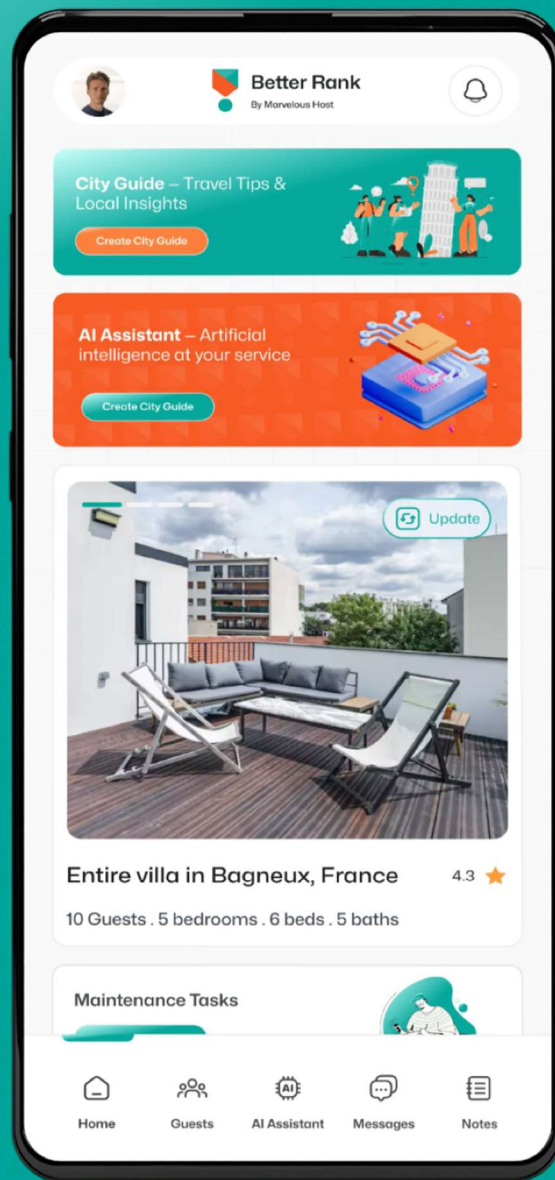 Better Rank
By Marvelous Host
City Guide – Travel Tips &
Local Insights
Create City Guide
AI Assistant – Artificial
intelligence at your service
Create City Guide
Update
Entire villa in Bagneux, France
4.3
10 Guests . 5 bedrooms . 6 beds . 5 baths
Maintenance Tasks
AI
Home
Guests
AI Assistant
Messages
Notes